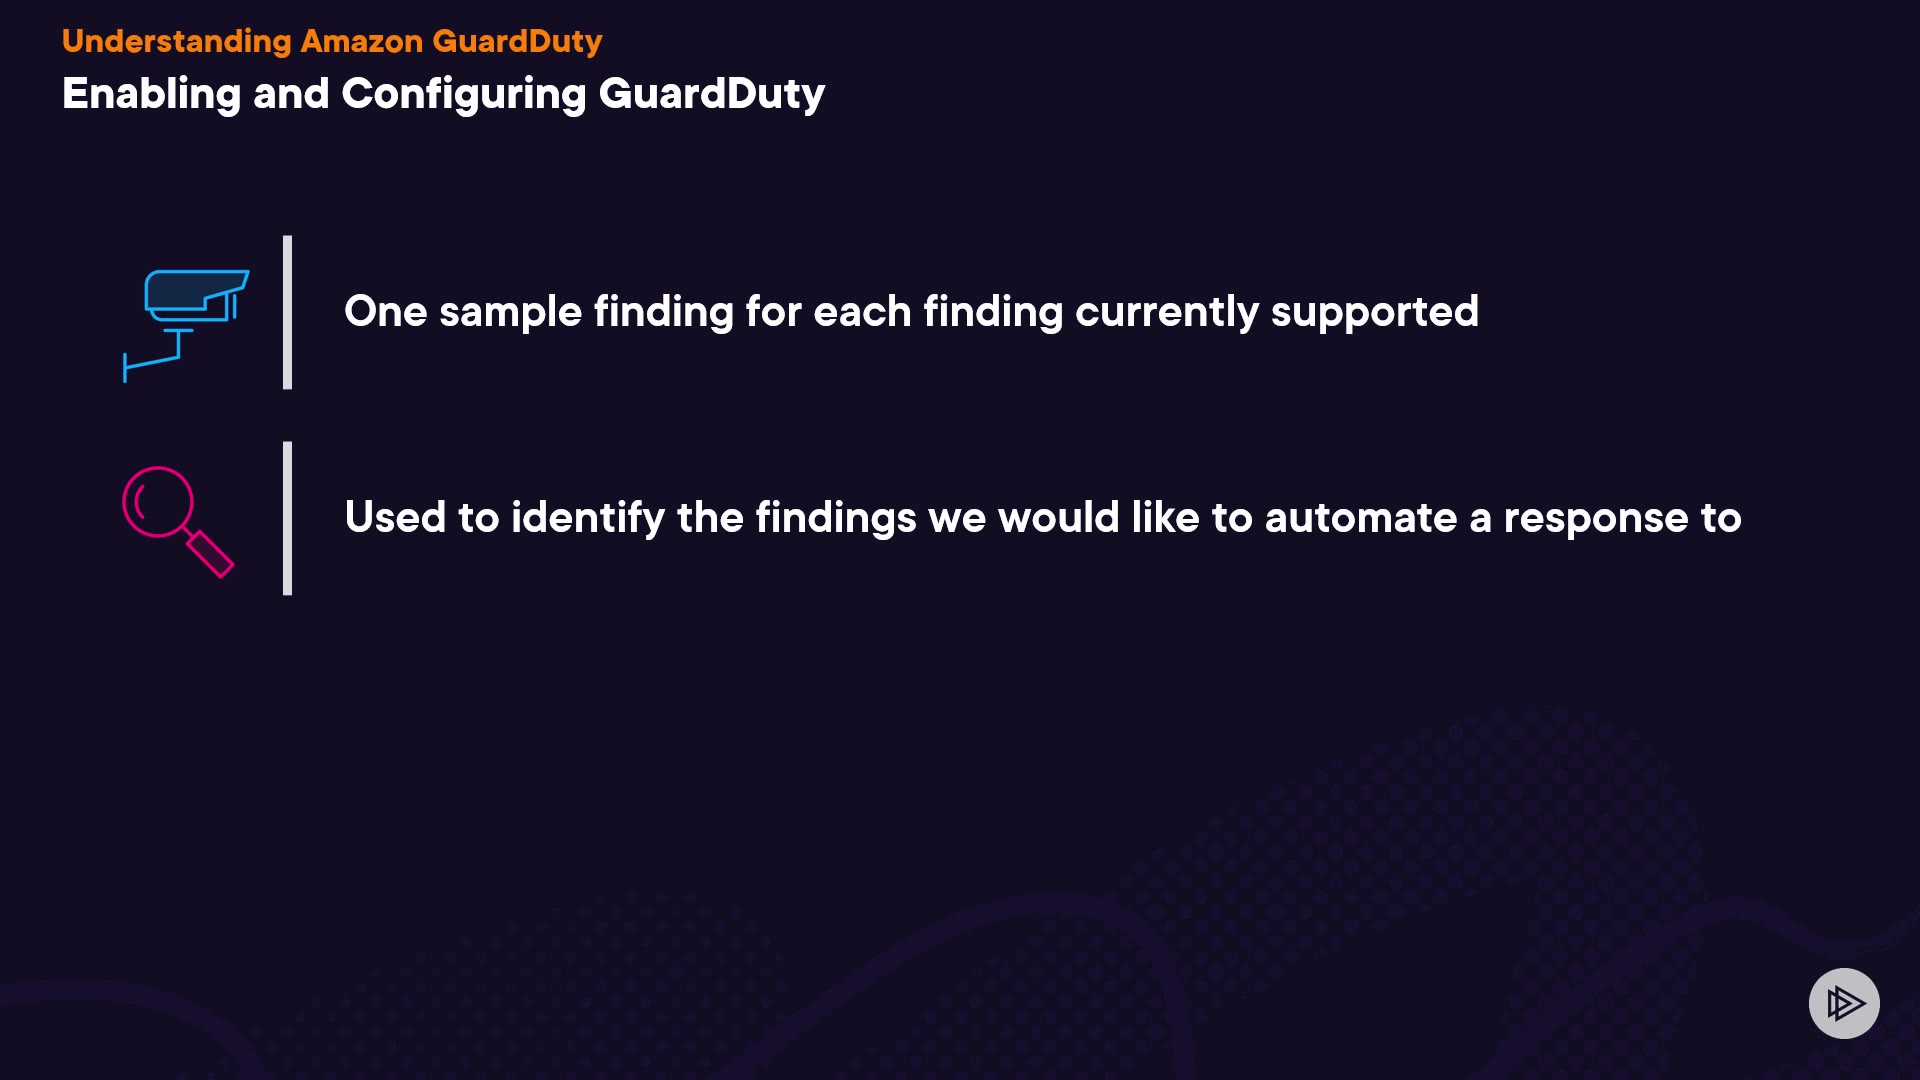 Understanding Amazon GuardDuty
Enabling and Configuring GuardDuty
One sample finding for each finding currently supported
Used to identify the findings we would like to automate a response to